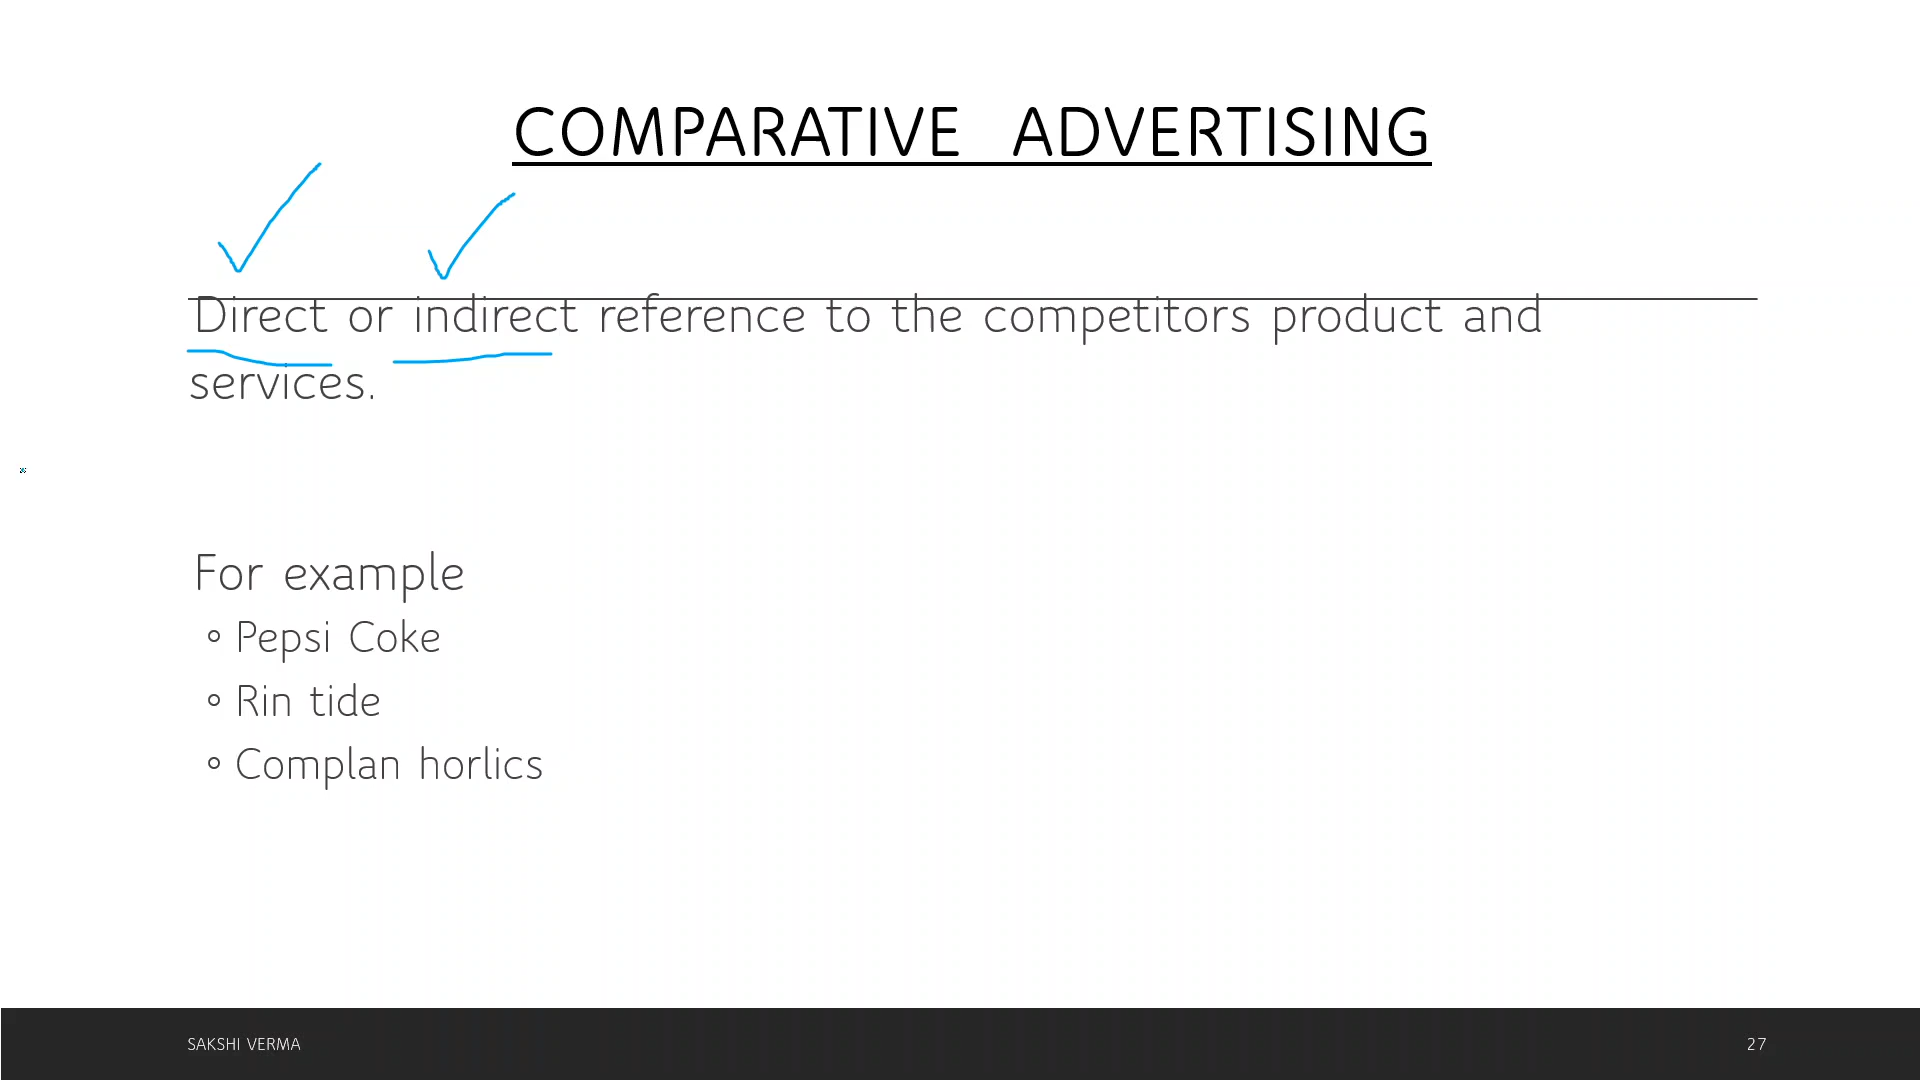 COMPARATIVE ADVERTISING
Direct or indirect reference to the competitors product and
services.
For example
Pepsi Coke
Rin tide
Complan horlics
SAKSHI VERMA
27